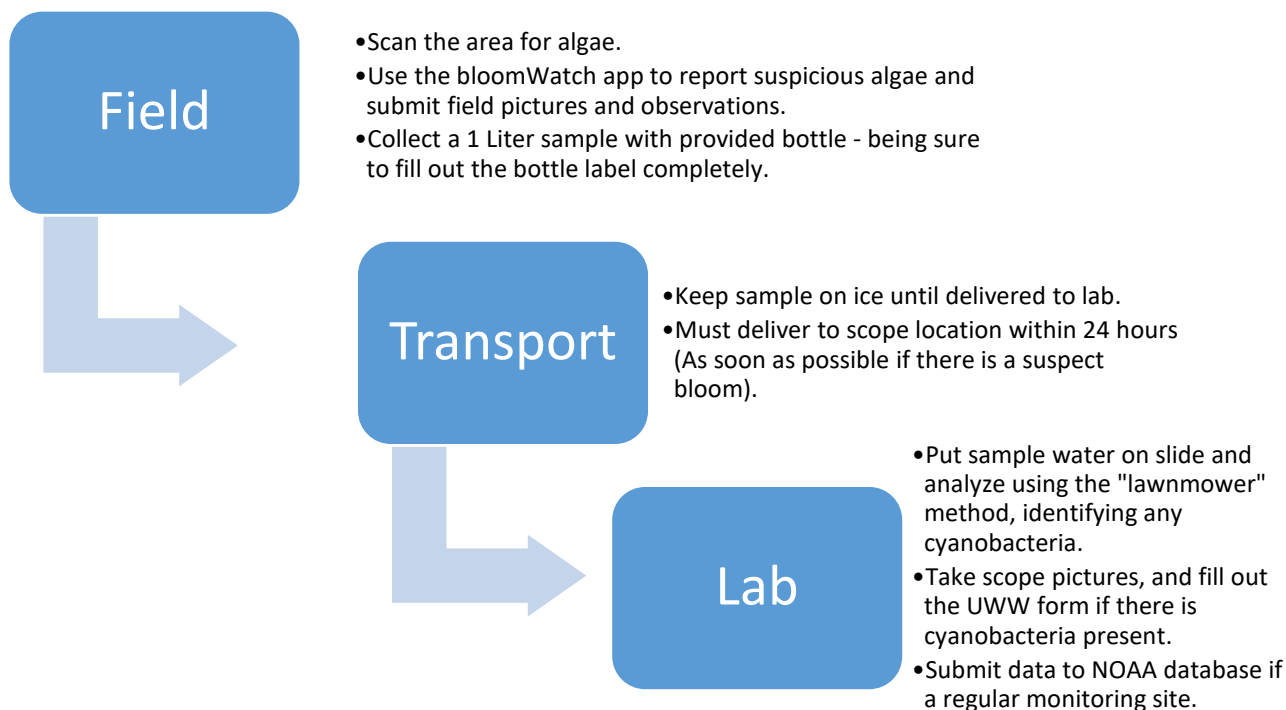 Field
•Scan the area for algae.
•Use the bloomWatch app to report suspicious algae and
submit field pictures and observations.
•Collect a 1 Liter sample with provided bottle - being sure
to fill out the bottle label completely.
Transport
•Keep sample on ice until delivered to lab.
•Must deliver to scope location within 24 hours
(As soon as possible if there is a suspect
bloom).
Lab
•Put sample water on slide and
analyze using the "lawnmower"
method, identifying any
cyanobacteria.
•Take scope pictures, and fill out
the UWW form if there is
cyanobacteria present.
•Submit data to NOAA database if
a regular monitoring site.